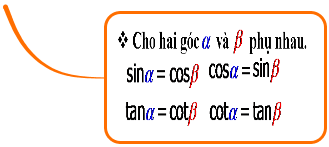 ❖ Cho hai góc α và β phụ nhau.
sinα = cosβ cosα = sinβ
tanα = cotβ cotα = tanβ